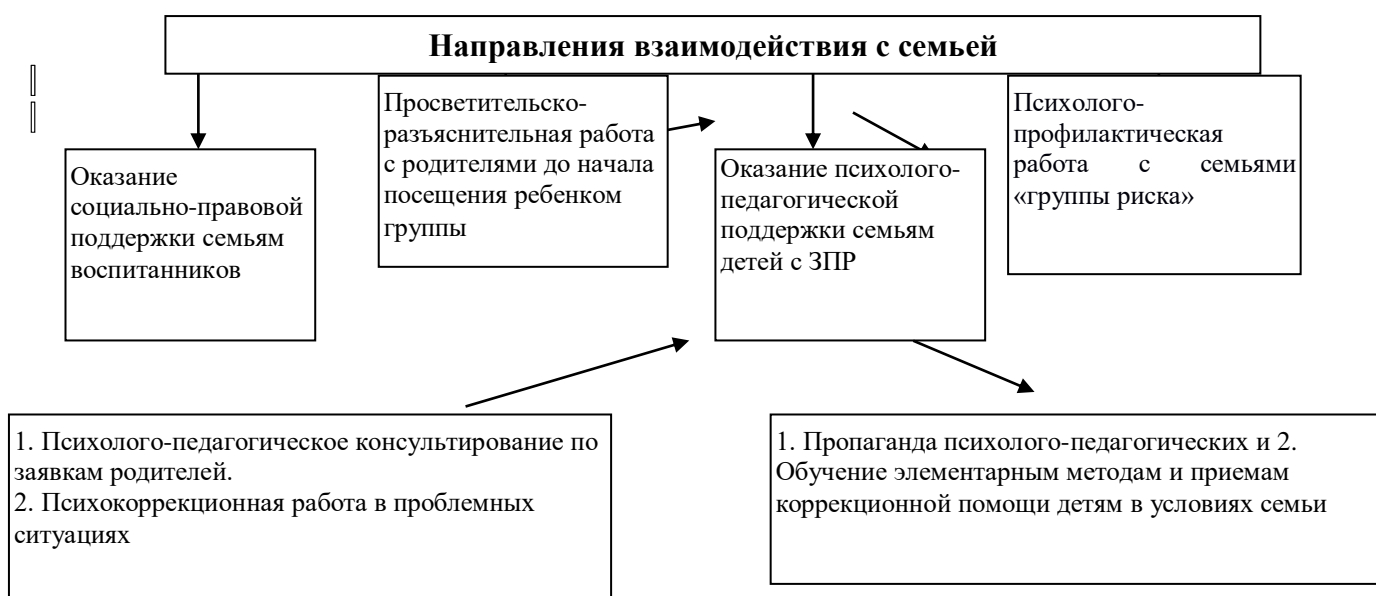 Направления взаимодействия с семьей
Оказание
социально-правовой
поддержки семьям
воспитанников
Просветительско-
разъяснительная работа
с родителями до начала
посещения ребенком
группы
Оказание психолого-
педагогической
поддержки семьям
детей с ЗПР
Психолого-
профилактическая
работа с семьями
«группы риска»
1. Психолого-педагогическое консультирование по
заявкам родителей.
2. Психокоррекционная работа в проблемных
ситуациях
1. Пропаганда психолого-педагогических и 2.
Обучение элементарным методам и приемам
коррекционной помощи детям в условиях семьи